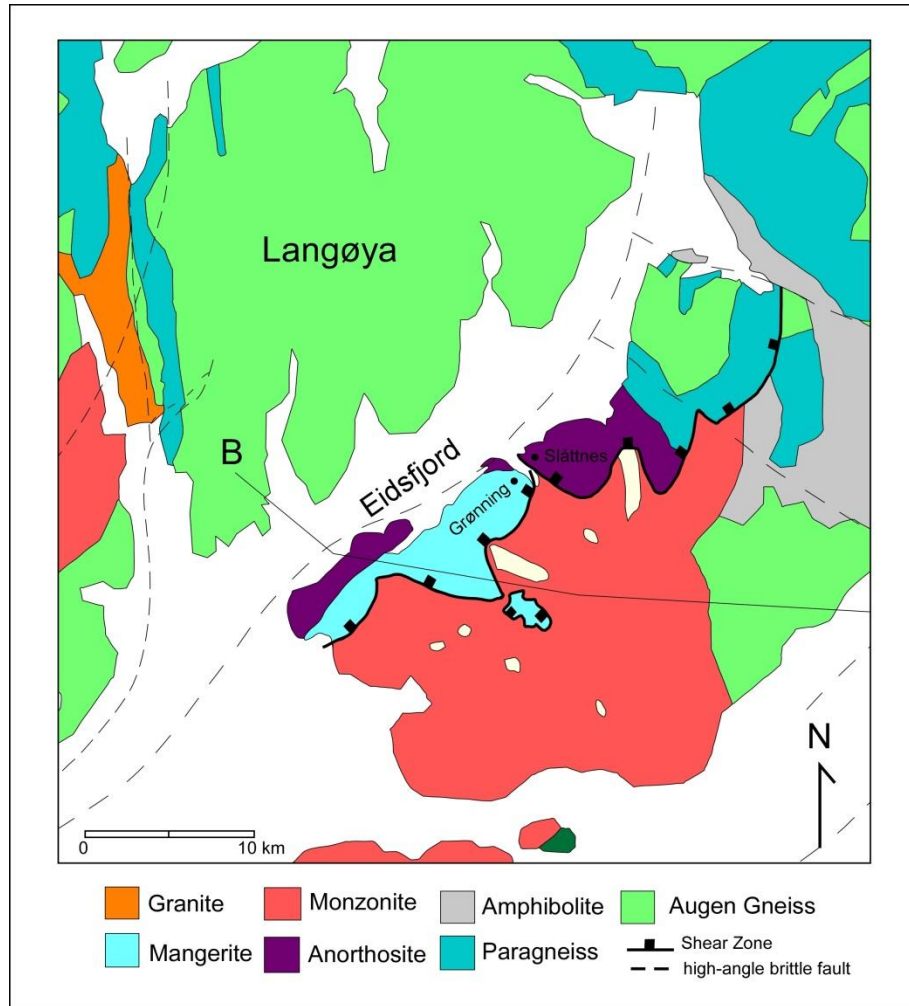 Langøya
B
Eidsfjord
Slåttnes
Grønning
N
0 10 km
Granite
Monzonite
Amphibolite
Augen Gneiss
Mangerite
Anorthosite
Paragneiss
Shear Zone
high-angle brittle fault